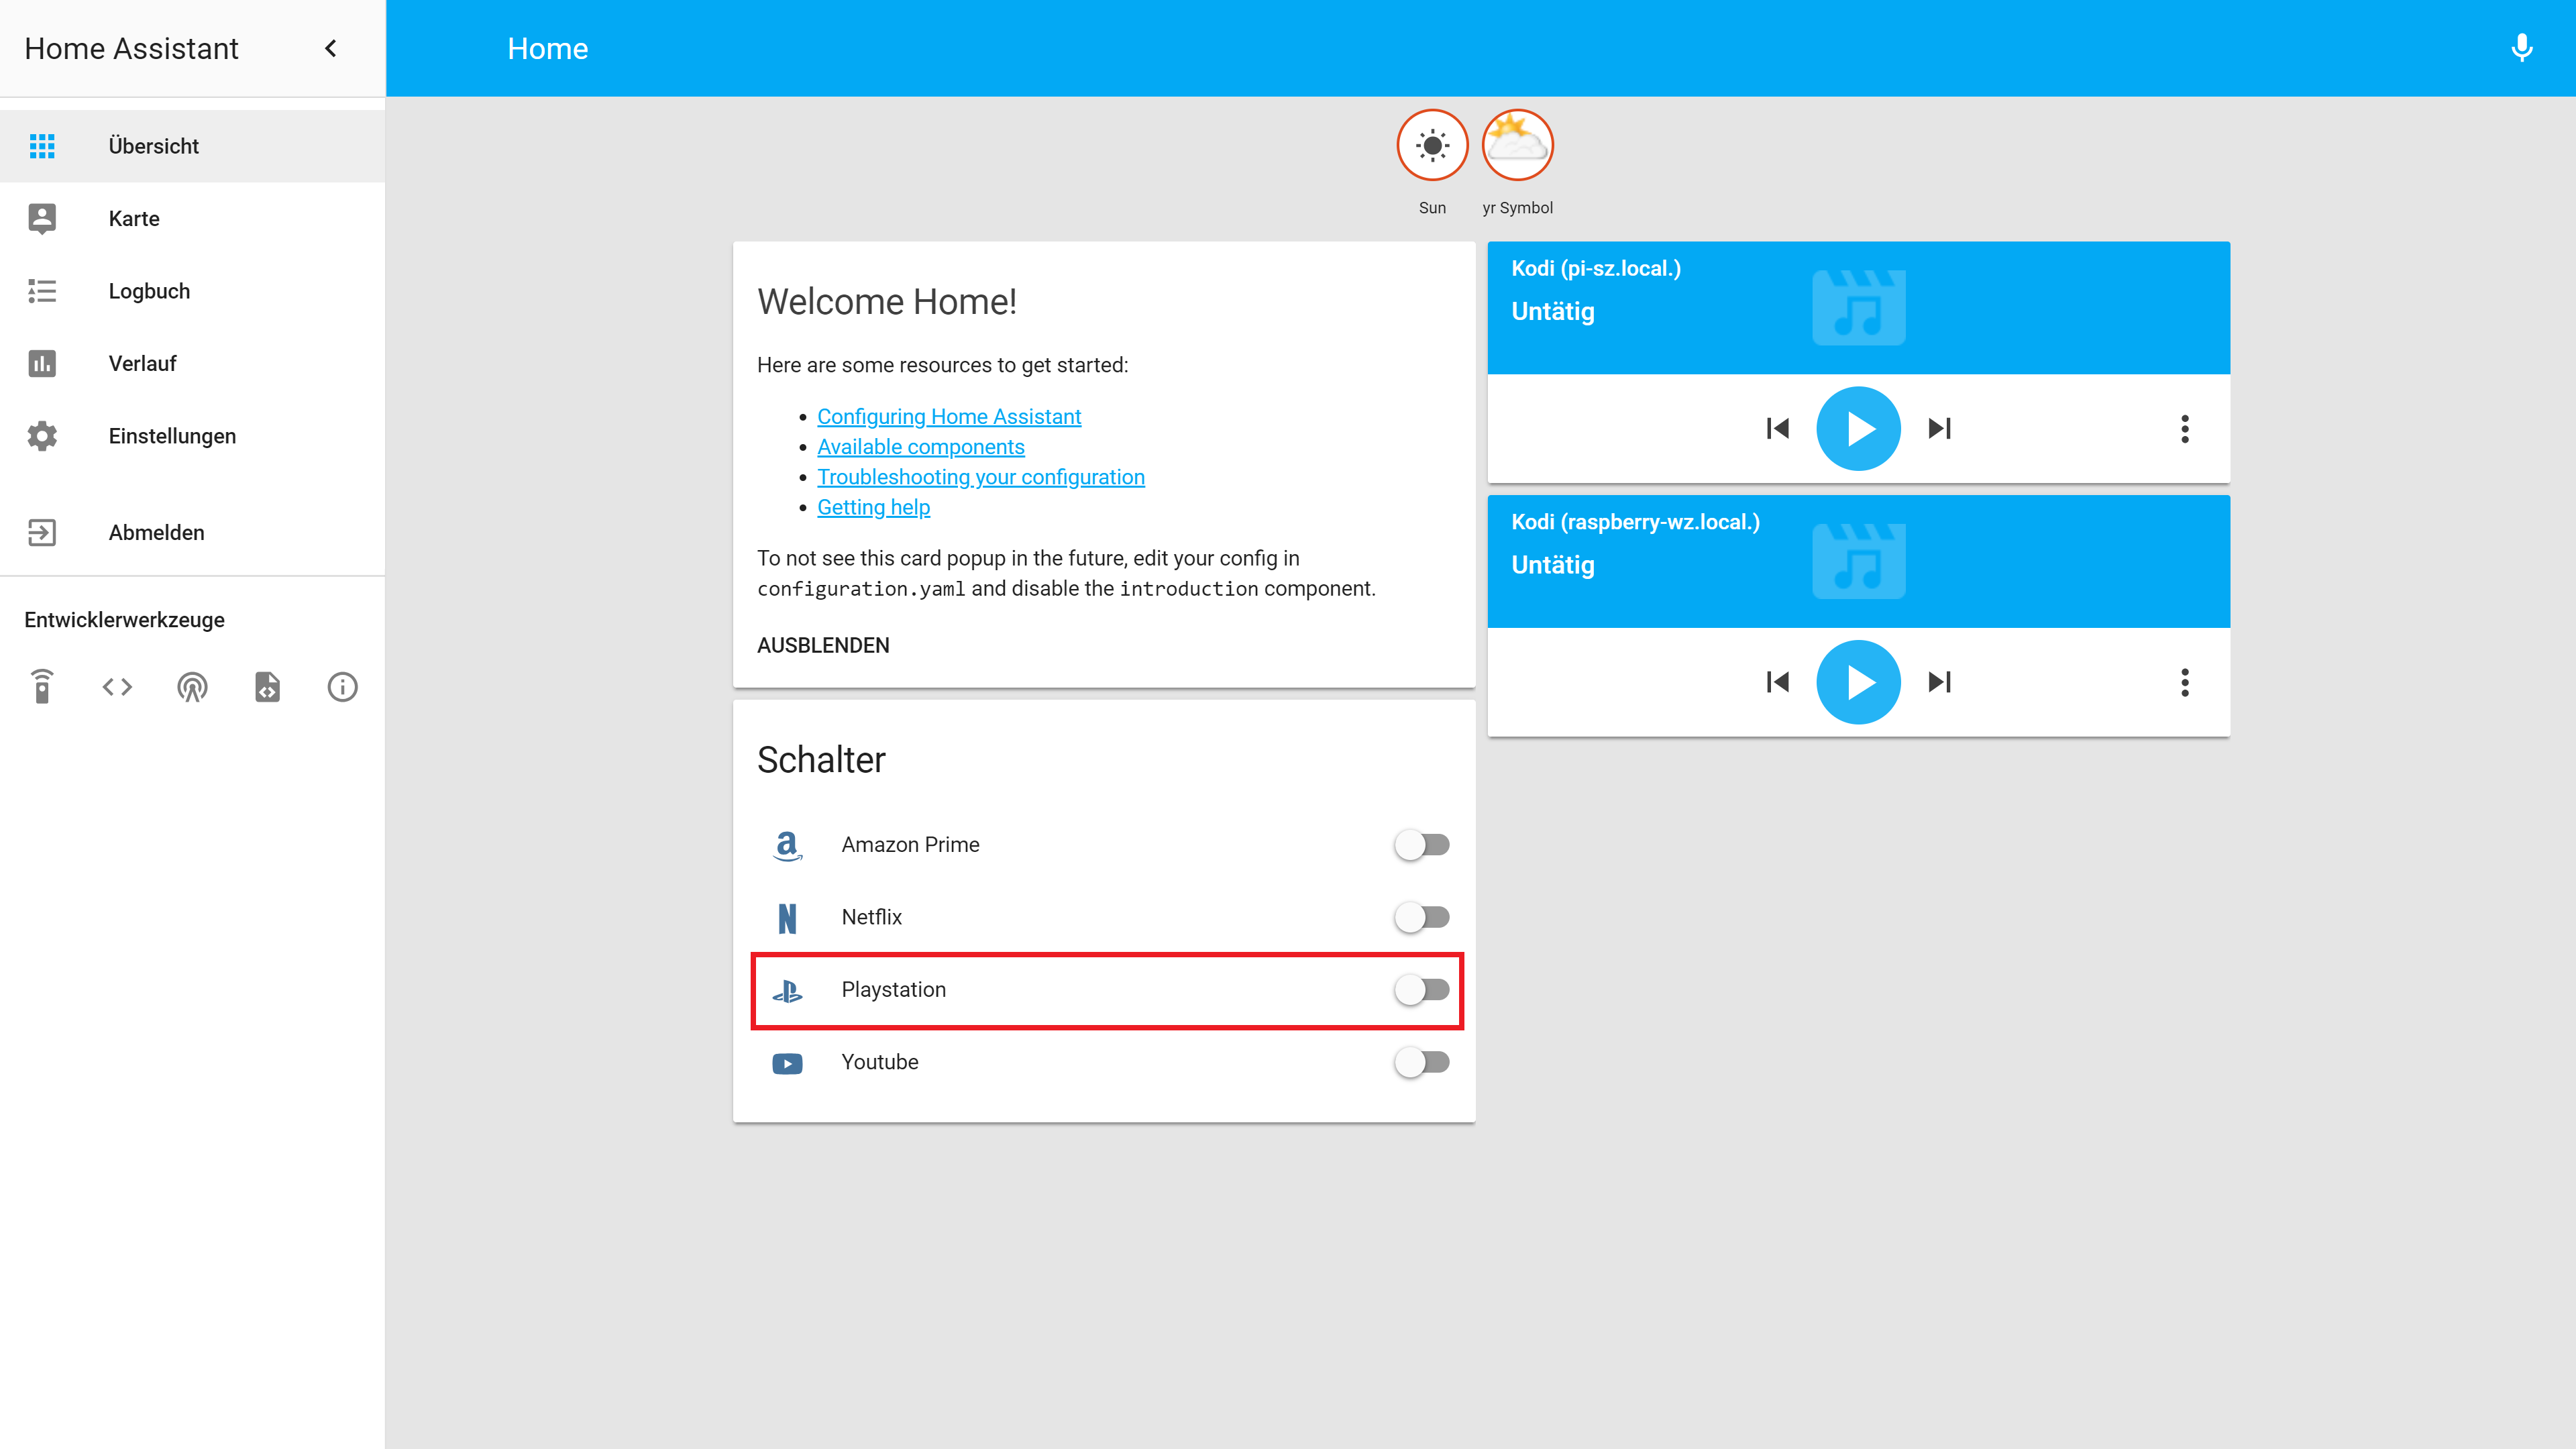 Home Assistant
Home
Übersicht
Karte
Logbuch
Verlauf
Einstellungen
Abmelden
Entwicklerwerkzeuge
Sun
yr Symbol
Welcome Home!
Here are some resources to get started:
Configuring Home Assistant
Available components
Troubleshooting your configuration
Getting help
To not see this card popup in the future, edit your config in
configuration.yaml and disable the introduction component.
AUSBLENDEN
Schalter
Amazon Prime
Netflix
Playstation
Youtube
Kodi (pi-sz.local.)
Untätig
Kodi (raspberry-wz.local.)
Untätig